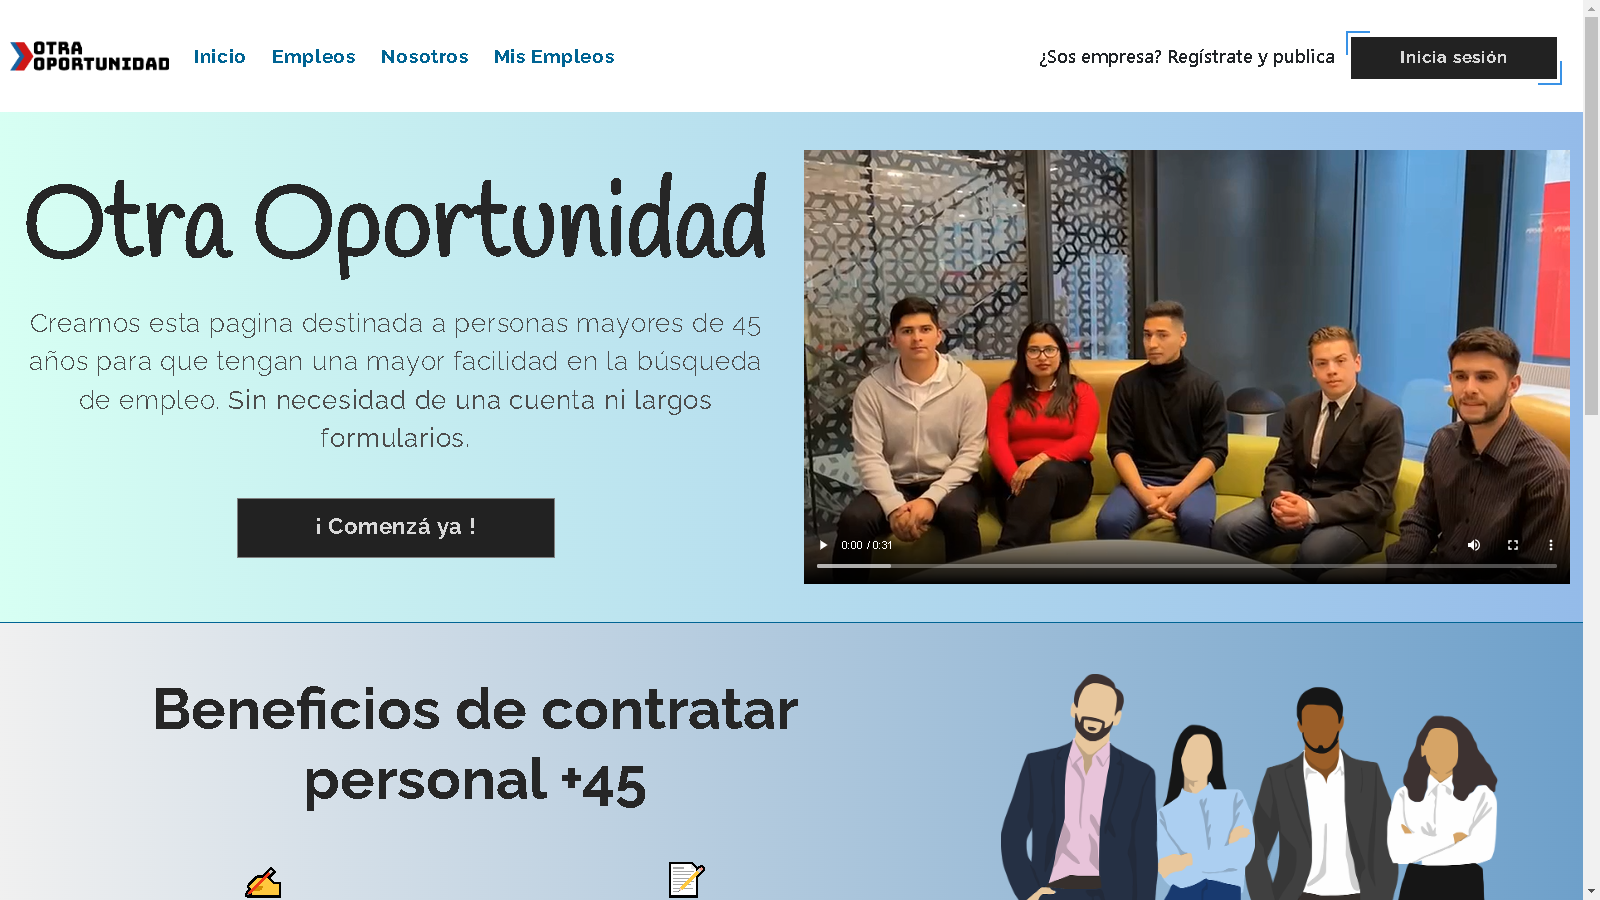 OTRA
OPORTUNIDAD
Inicio
Empleos
Nosotros
Mis Empleos
¿Sos empresa? Regístrate y publica
Inicia sesión
Otra Oportunidad
Creamos esta pagina destinada a personas mayores de 45
años para que tengan una mayor facilidad en la búsqueda
de empleo. Sin necesidad de una cuenta ni largos
formularios.
¡ Comenzá ya !
0:00 / 0:31
Beneficios de contratar
personal +45